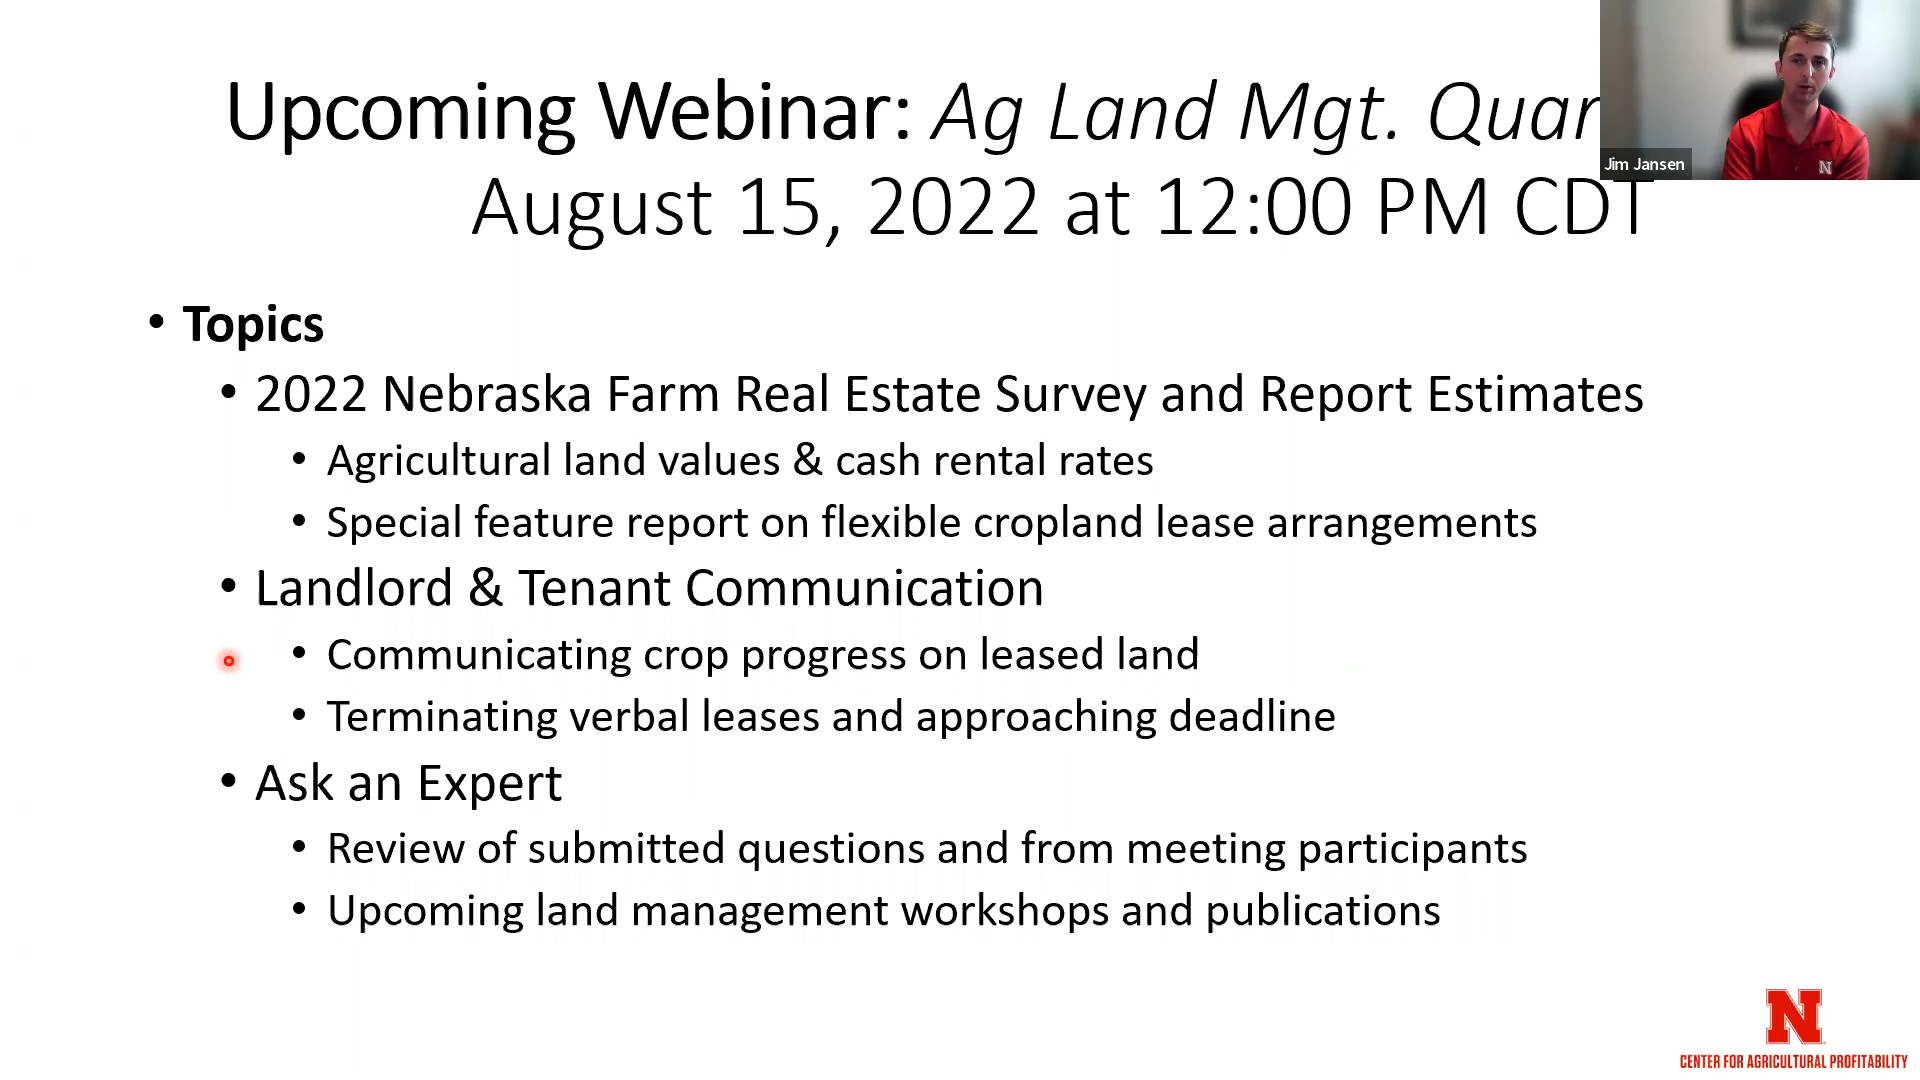 Upcoming Webinar: Ag Land Mgt. Quar
August 15, 2022 at 12:00 PM CDT
Jim Jansen
N
• Topics
• 2022 Nebraska Farm Real Estate Survey and Report Estimates
• Agricultural land values & cash rental rates
• Special feature report on flexible cropland lease arrangements
• Landlord & Tenant Communication
• Communicating crop progress on leased land
• Terminating verbal leases and approaching deadline
• Ask an Expert
• Review of submitted questions and from meeting participants
• Upcoming land management workshops and publications
N
CENTER FOR AGRICULTURAL PROFITABILITY